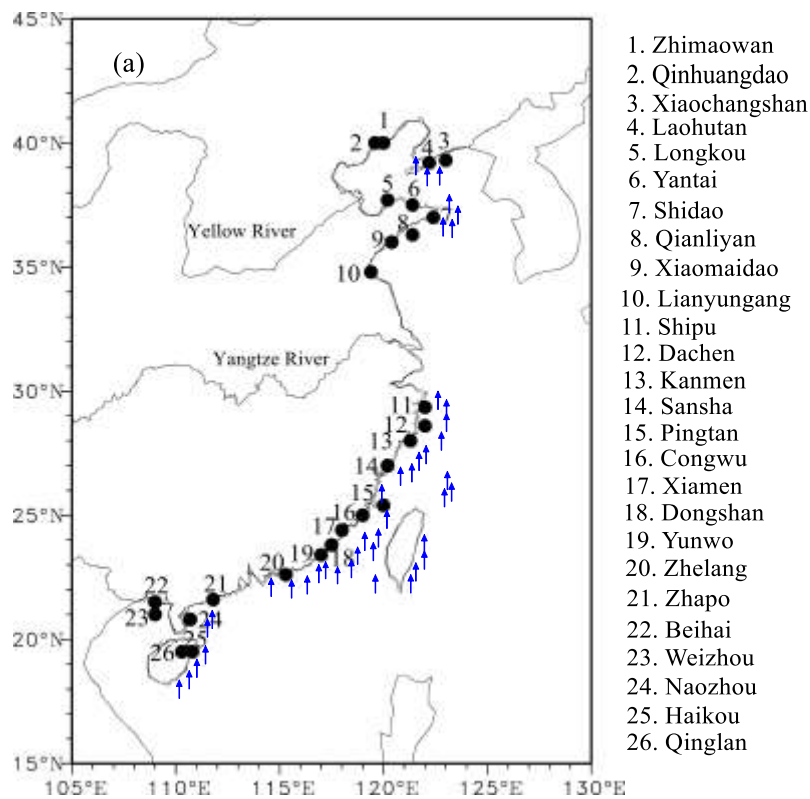 45°N
(a)
1
40°N
2
3
4
5
6
7
8
Yellow River
9
35°N
10
Yangtze River
30°N
11
12
13
14
15
25°N
16
17
18
19
20
21
22
23
24
20°N
25
26
15°N
105°E
110°E
115°E
120°E
125°E
130°E
1. Zhimaowan
2. Qinhuangdao
3. Xiaochangshan
4. Laohutan
5. Longkou
6. Yantai
7. Shidao
8. Qianliyan
9. Xiaomaidao
10. Lianyungang
11. Shipu
12. Dachen
13. Kanmen
14. Sansha
15. Pingtan
16. Congwu
17. Xiamen
18. Dongshan
19. Yunwo
20. Zhelang
21. Zhapo
22. Beihai
23. Weizhou
24. Naozhou
25. Haikou
26. Qinglan